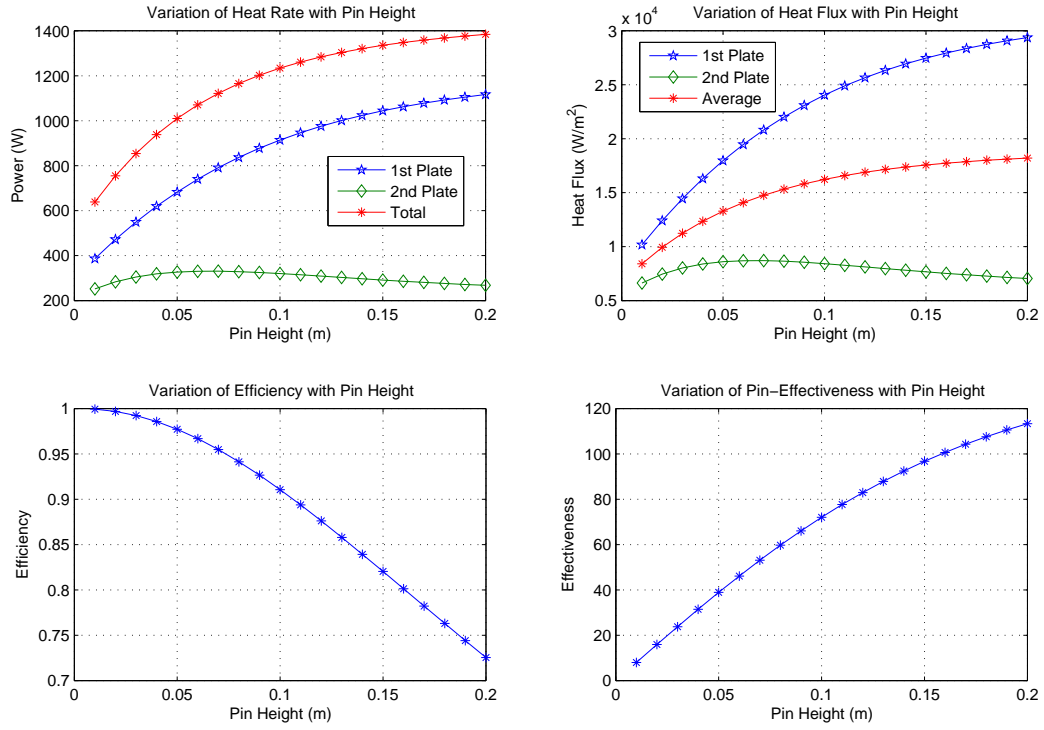 Variation of Heat Rate with Pin Height
1400
1200
1000
800
600
400
200
Power (W)
1st Plate
2nd Plate
Total
0
0.05
0.1
0.15
0.2
Pin Height (m)
Variation of Heat Flux with Pin Height
x 10⁴
3
2.5
2
1.5
1
0.5
Heat Flux (W/m²)
1st Plate
2nd Plate
Average
0
0.05
0.1
0.15
0.2
Pin Height (m)
Variation of Efficiency with Pin Height
1
0.95
0.9
0.85
0.8
0.75
0.7
Efficiency
0
0.05
0.1
0.15
0.2
Pin Height (m)
Variation of Pin−Effectiveness with Pin Height
120
100
80
60
40
20
0
Effectiveness
0
0.05
0.1
0.15
0.2
Pin Height (m)